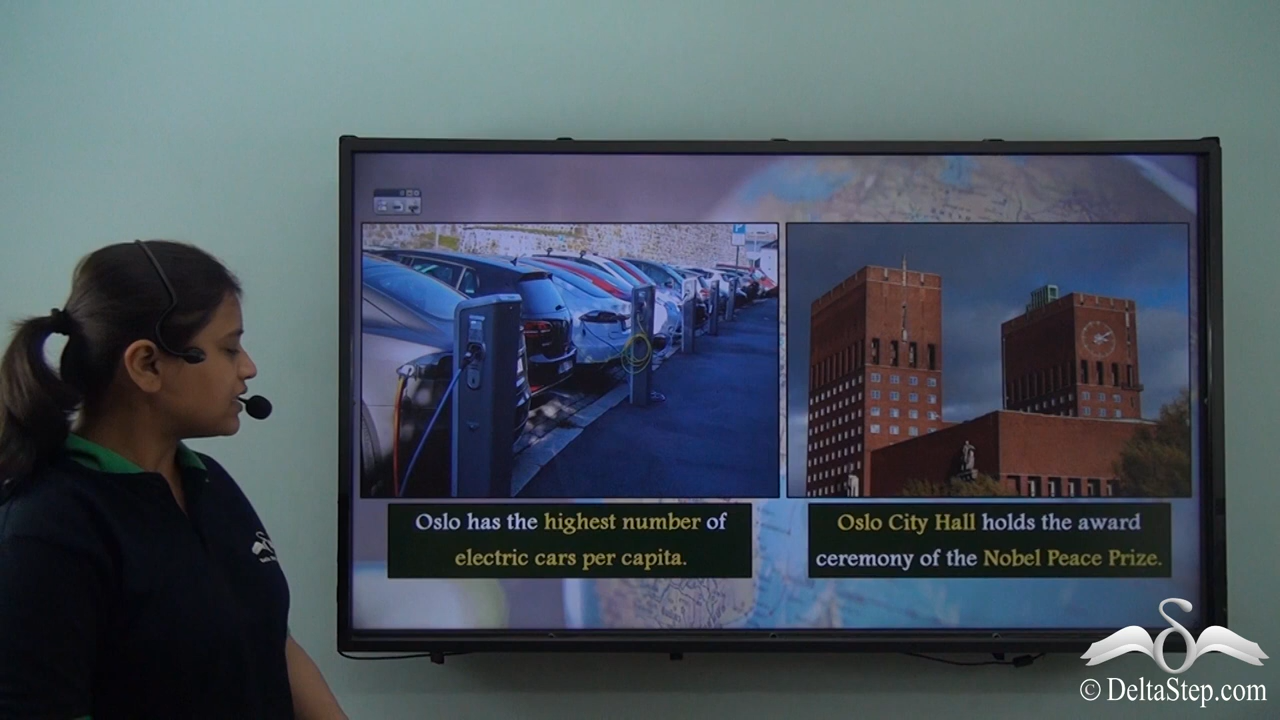 Oslo has the highest number of
electric cars per capita.
Oslo City Hall holds the award
ceremony of the Nobel Peace Prize.
© DeltaStep.com